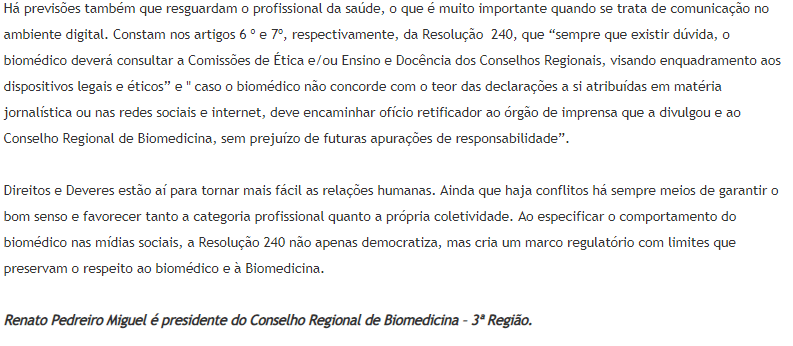 Há previsões também que resguardam o profissional da saúde, o que é muito importante quando se trata de comunicação no
ambiente digital. Constam nos artigos 6 º e 7º, respectivamente, da Resolução  240, que “sempre que existir dúvida, o
biomédico deverá consultar a Comissões de Ética e/ou Ensino e Docência dos Conselhos Regionais, visando enquadramento aos
dispositivos legais e éticos” e " caso o biomédico não concorde com o teor das declarações a si atribuídas em matéria
jornalística ou nas redes sociais e internet, deve encaminhar ofício retificador ao órgão de imprensa que a divulgou e ao
Conselho Regional de Biomedicina, sem prejuízo de futuras apurações de responsabilidade”.
Direitos e Deveres estão aí para tornar mais fácil as relações humanas. Ainda que haja conflitos há sempre meios de garantir o
bom senso e favorecer tanto a categoria profissional quanto a própria coletividade. Ao especificar o comportamento do
biomédico nas mídias sociais, a Resolução 240 não apenas democratiza, mas cria um marco regulatório com limites que
preservam o respeito ao biomédico e à Biomedicina.
Renato Pedreiro Miguel é presidente do Conselho Regional de Biomedicina – 3ª Região.